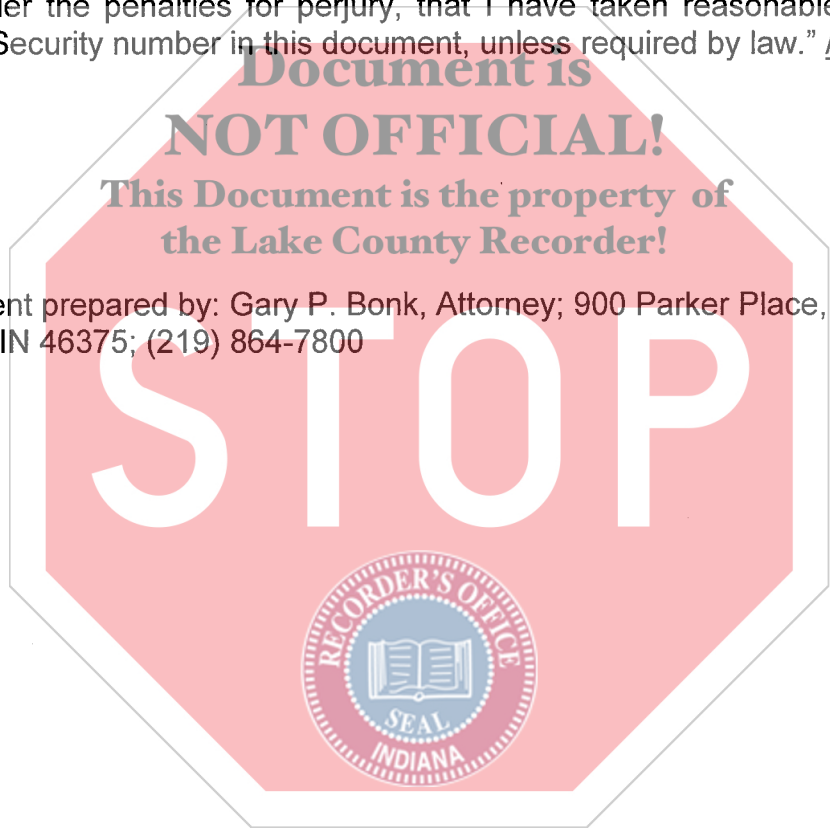 der the penalties for perjury, that I have taken reasonable
Security number in this document, unless required by law.”
Document is
NOT OFFICIAL!
This Document is the property of
the Lake County Recorder!
ent prepared by: Gary P. Bonk, Attorney; 900 Parker Place,
IN 46375; (219) 864-7800
STOP
RECORDER'S OFFICE
SEAL
INDIANA